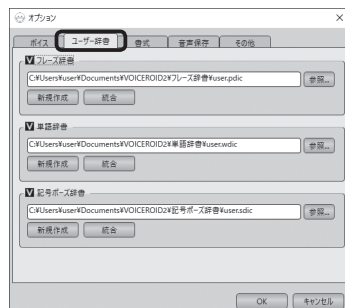 オプション
ボイス ユーザー辞書 書式 音声保存 その他
フレーズ辞書
C:¥Users¥user¥Documents¥VOICEROID2¥フレーズ辞書¥user.pdic 参照...
新規作成 統合
単語辞書
C:¥Users¥user¥Documents¥VOICEROID2¥単語辞書¥user.wdic 参照...
新規作成 統合
記号ポーズ辞書
C:¥Users¥user¥Documents¥VOICEROID2¥記号ポーズ辞書¥user.sdic 参照...
新規作成 統合
OK キャンセル